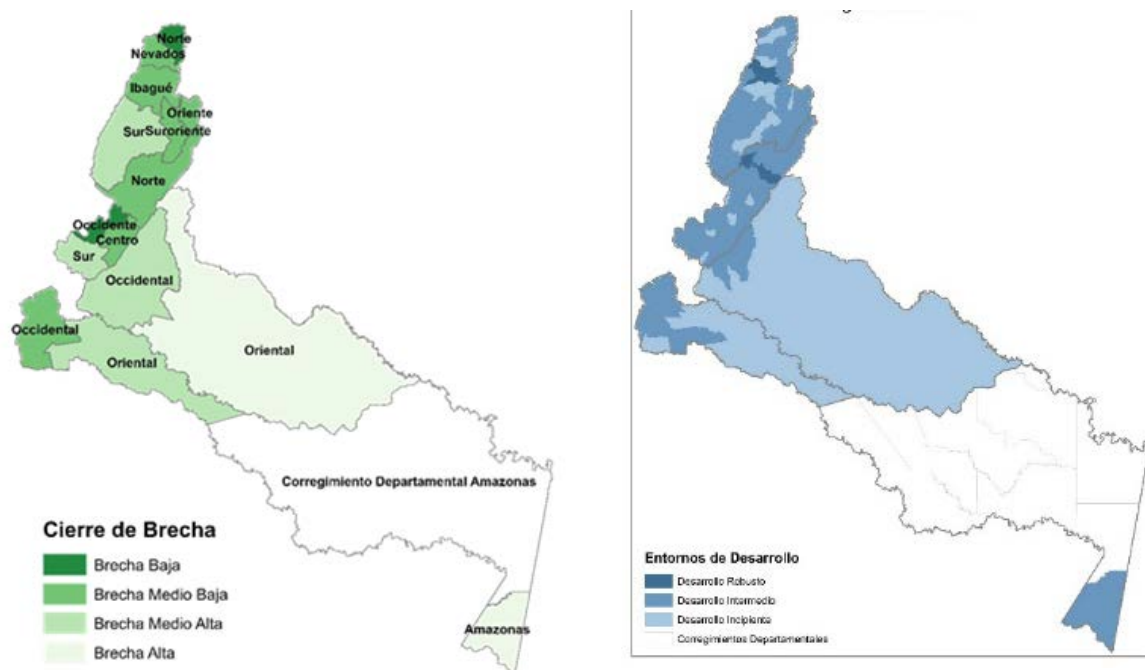 Norte
Nevados
Ibagué
Oriente
Sur
Suroriente
Norte
Occidente
Centro
Sur
Occidental
Occidental
Oriental
Oriental
Corregimiento Departamental Amazonas
Amazonas
Cierre de Brecha
Brecha Baja
Brecha Medio Baja
Brecha Medio Alta
Brecha Alta
Entornos de Desarrollo
Desarrollo Robusto
Desarrollo Intermedio
Desarrollo Incipiente
Corregimientos Departamentales